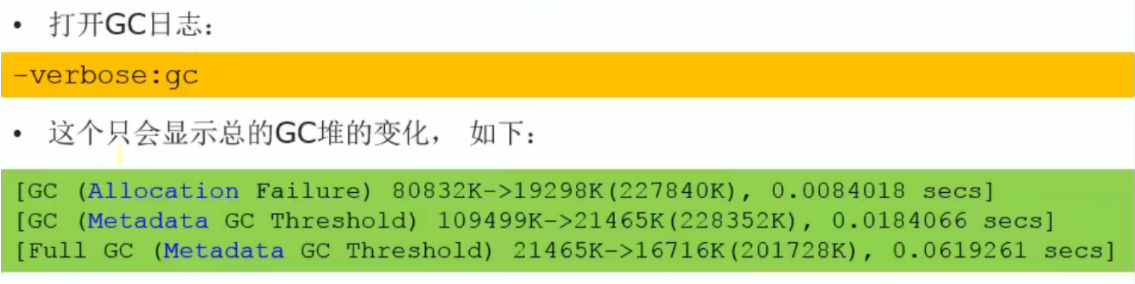 • 打开GC日志：
-verbose:gc
• 这个只会显示总的GC堆的变化， 如下：
[GC (Allocation Failure) 80832K->19298K(227840K), 0.0084018 secs]
[GC (Metadata GC Threshold) 109499K->21465K(228352K), 0.0184066 secs]
[Full GC (Metadata GC Threshold) 21465K->16716K(201728K), 0.0619261 secs]